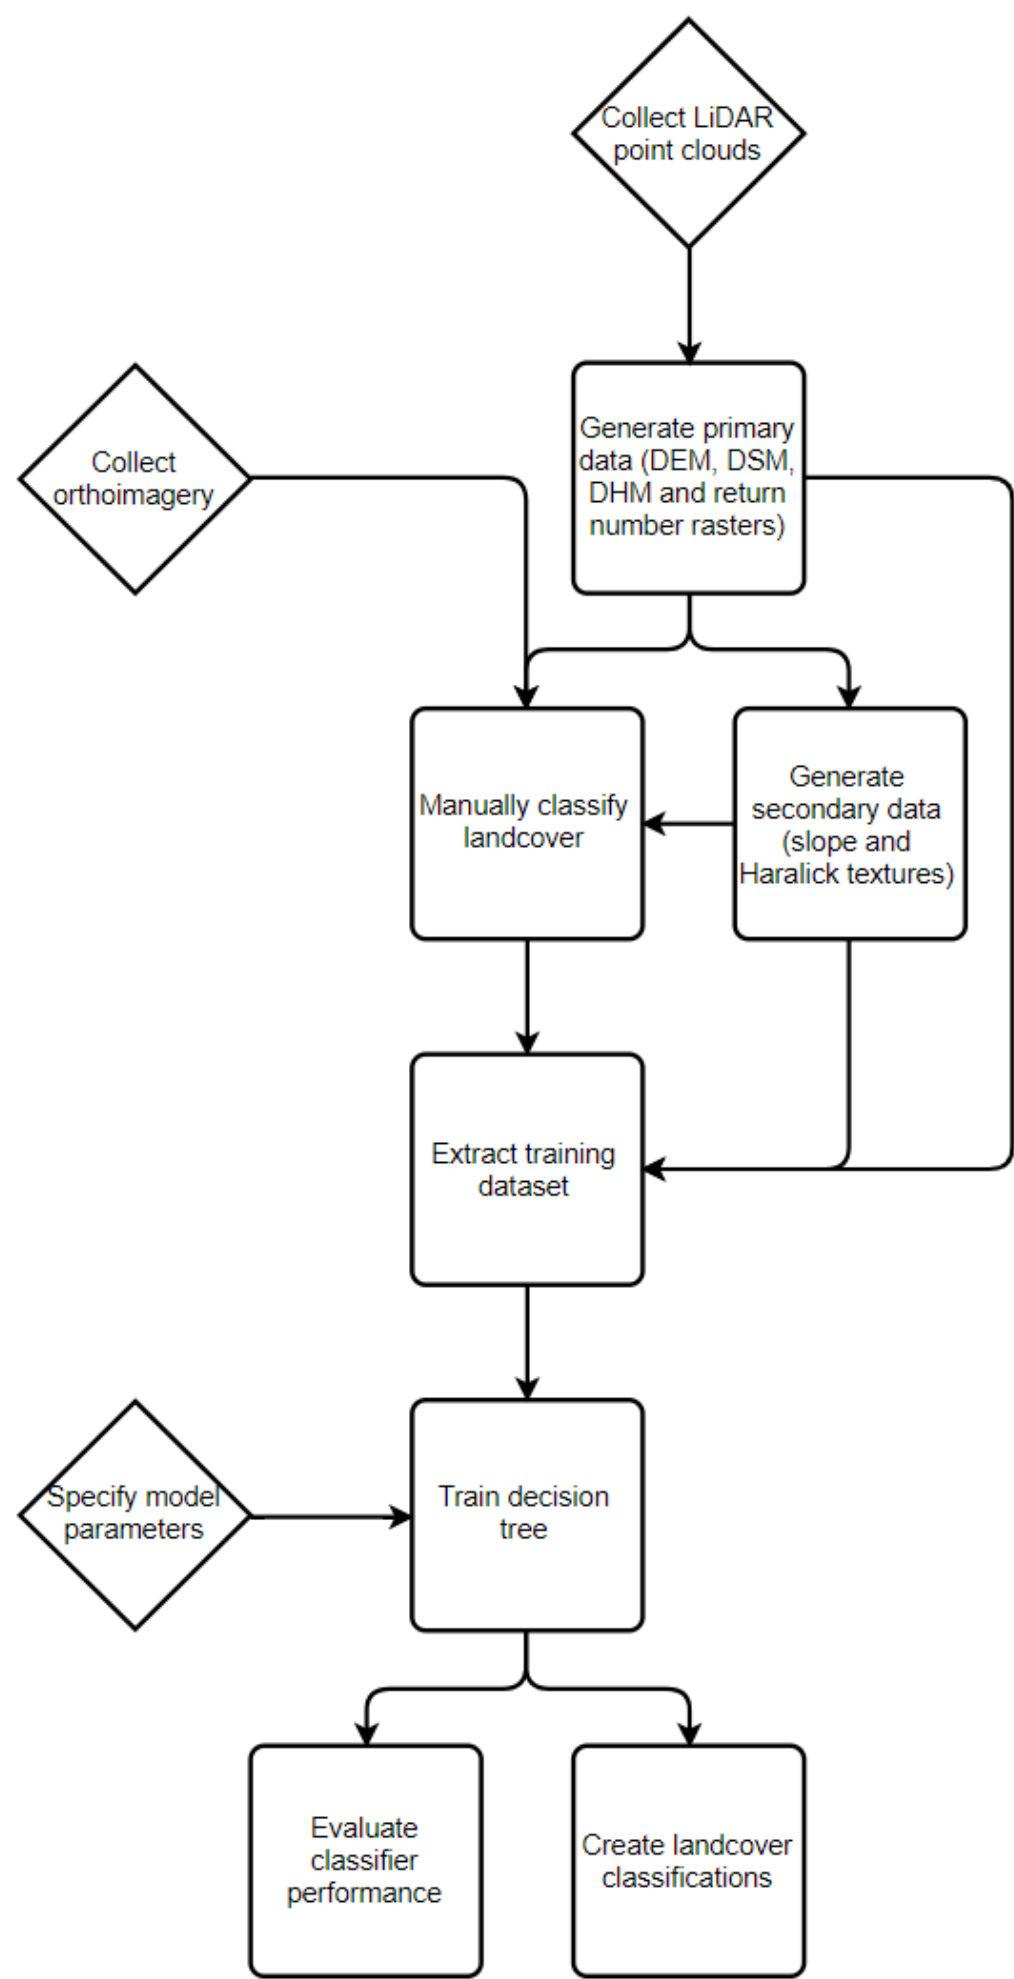 Collect LiDAR
point clouds
Collect
orthoimagery
Generate primary
data (DEM, DSM,
DHM and return
number rasters)
Manually classify
landcover
Generate
secondary data
(slope and
Haralick textures)
Extract training
dataset
Specify model
parameters
Train decision
tree
Evaluate
classifier
performance
Create landcover
classifications